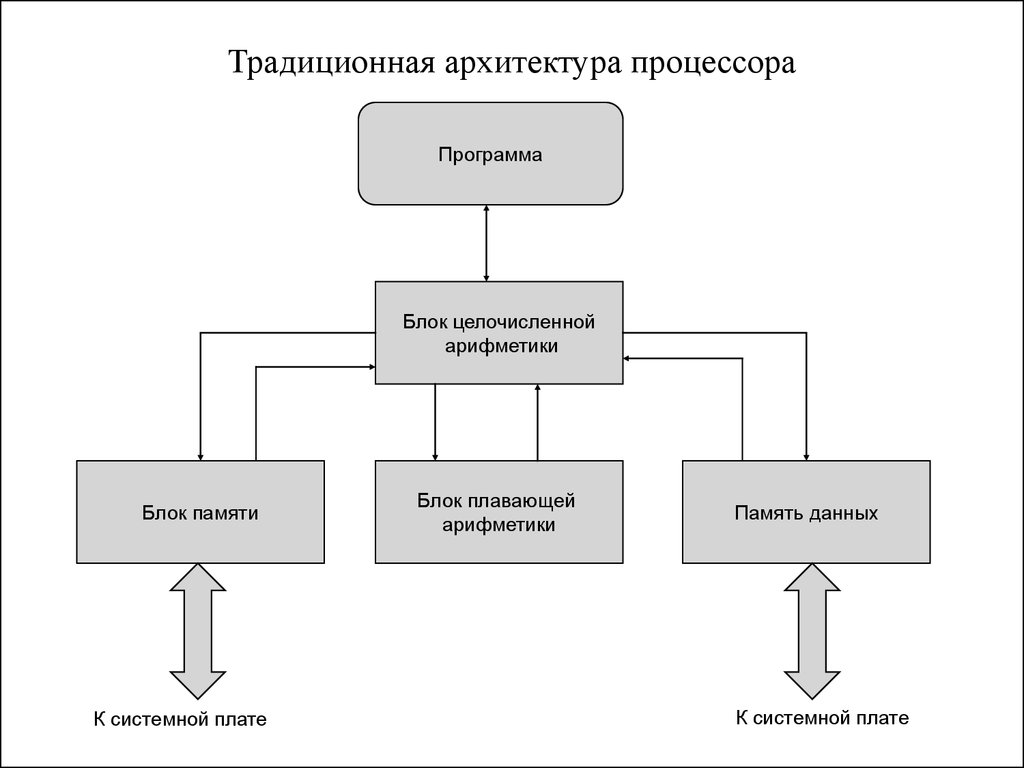 Традиционная архитектура процессора
Программа
Блок целочисленной
арифметики
Блок памяти
Блок плавающей
арифметики
Память данных
К системной плате
К системной плате